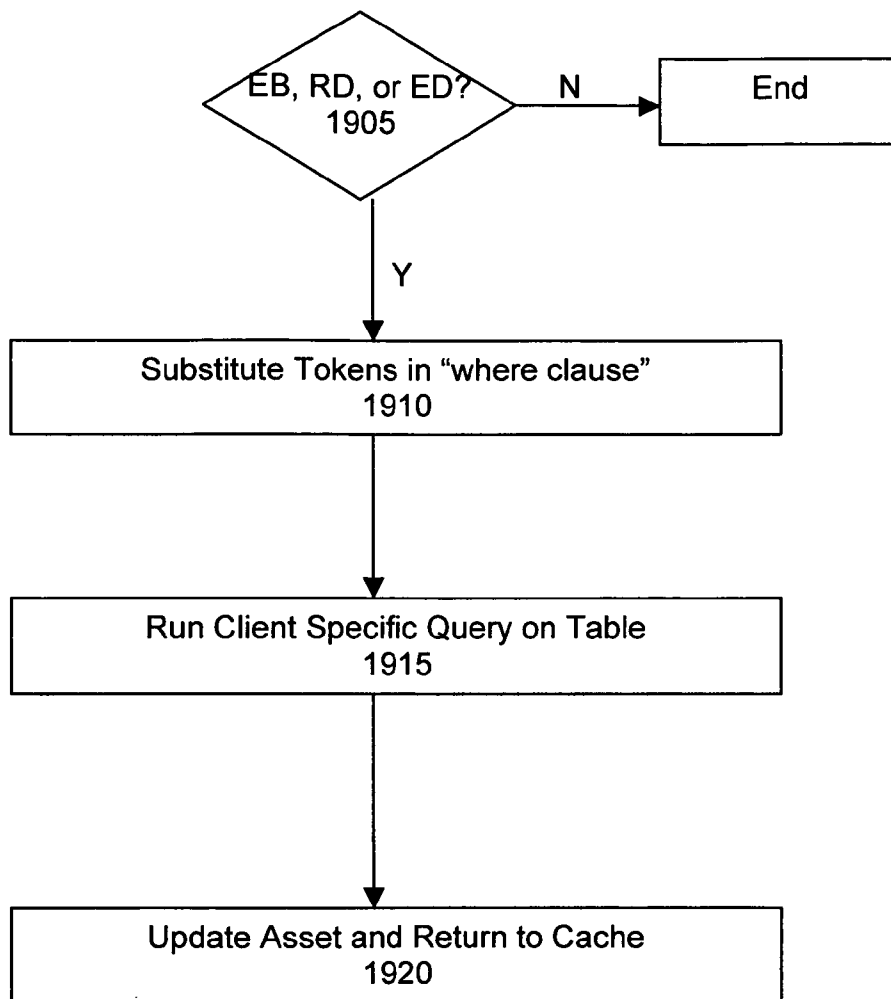 EB, RD, or ED?
1905
N
End
Y
Substitute Tokens in “where clause”
1910
Run Client Specific Query on Table
1915
Update Asset and Return to Cache
1920